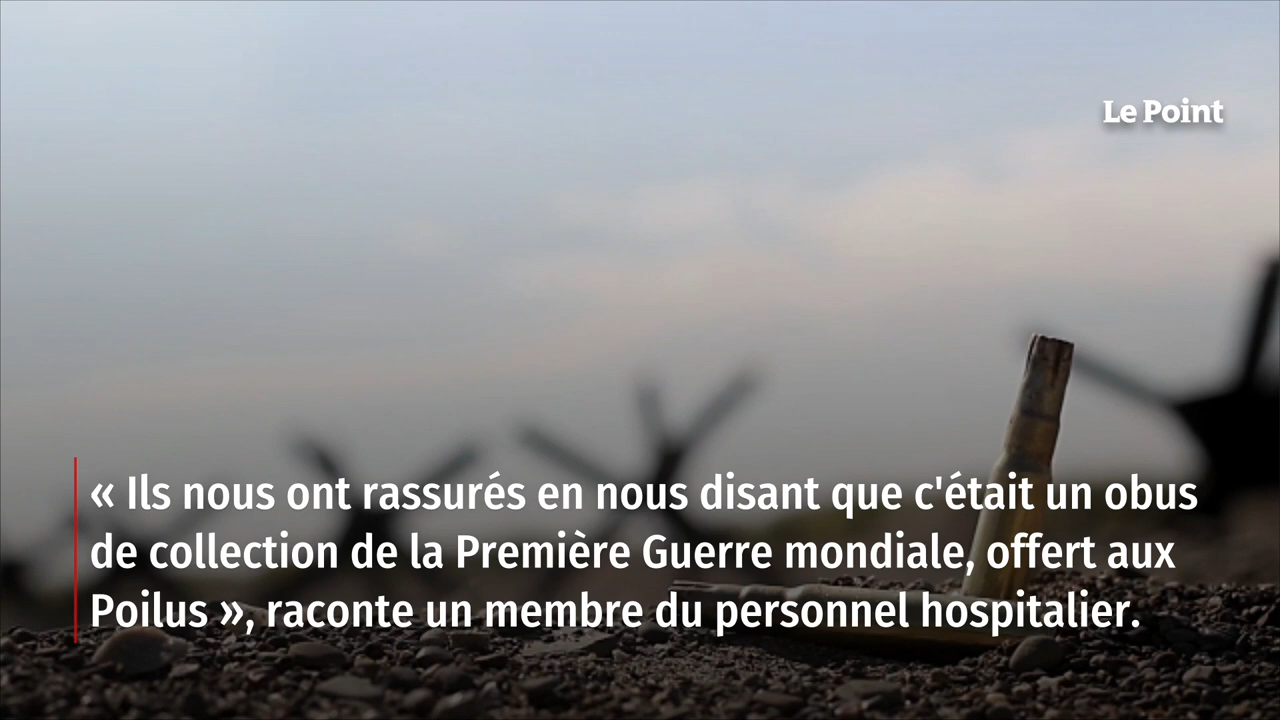 Le Point
« Ils nous ont rassurés en nous disant que c'était un obus
de collection de la Première Guerre mondiale, offert aux
Poilus », raconte un membre du personnel hospitalier.